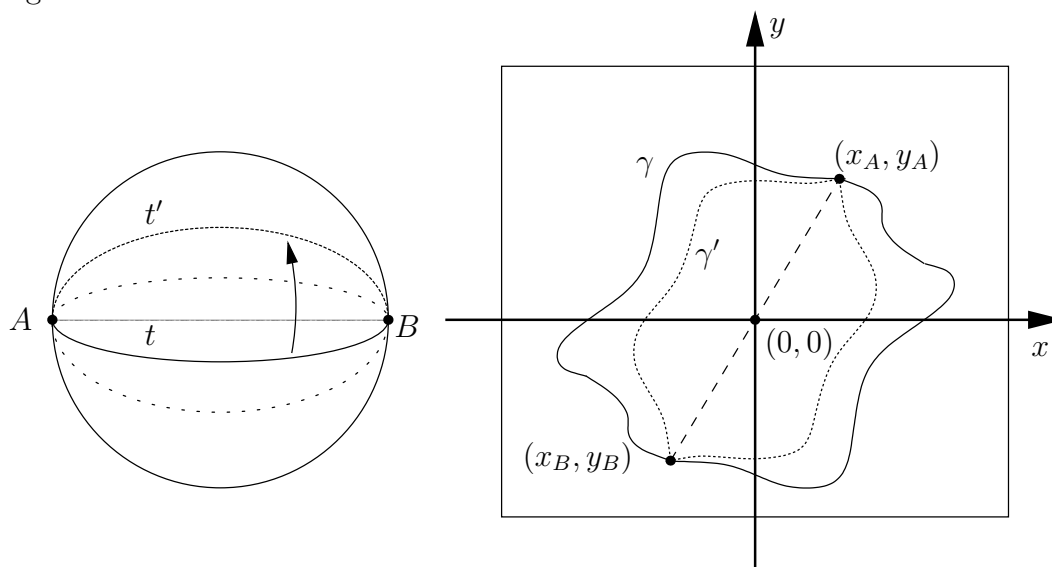 y
γ
(x_A, y_A)
t′
γ′
A
t
B
(0, 0)
x
(x_B, y_B)